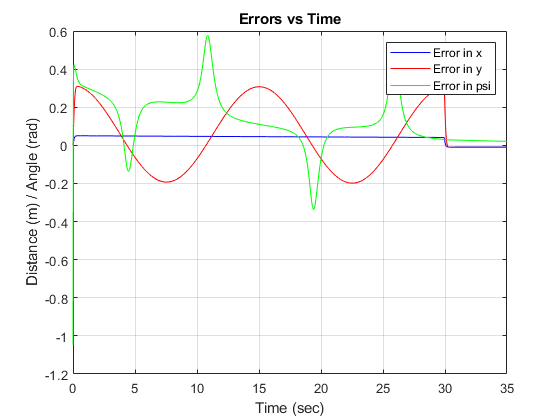 Errors vs Time
0.6
0.4
0.2
0
-0.2
-0.4
-0.6
-0.8
-1
-1.2
Distance (m) / Angle (rad)
Error in x
Error in y
Error in psi
0 5 10 15 20 25 30 35
Time (sec)